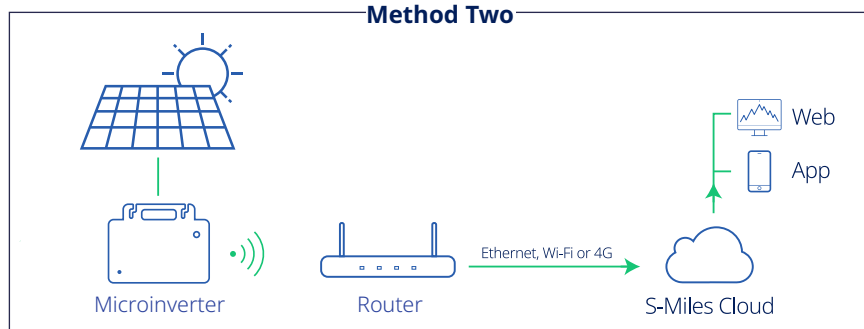 Method Two
Web
App
Ethernet, Wi-Fi or 4G
Microinverter
Router
S-Miles Cloud